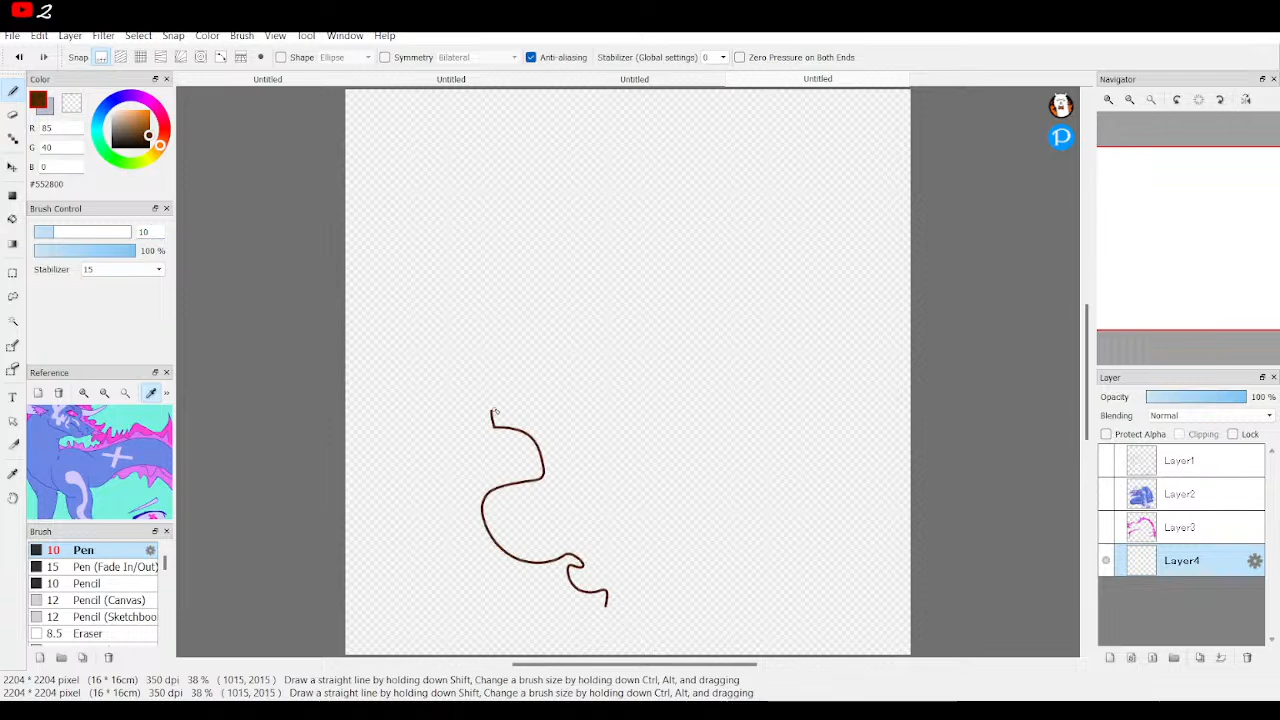 2
File Edit Layer Filter Select Snap Color Brush View Tool Window Help
Snap Shape Ellipse Symmetry Bilateral Anti-aliasing Stabilizer (Global settings) 0 Zero Pressure on Both Ends
Color Untitled Untitled Untitled Untitled Navigator
R 85
G 40
B 0
#552800
Brush Control
10
100 %
Stabilizer 15
Reference
»
Layer
Opacity 100 %
Blending Normal
Protect Alpha Clipping Lock
Layer1
Layer2
Layer3
Layer4
Brush
10 Pen
15 Pen (Fade In/Out)
10 Pencil
12 Pencil (Canvas)
12 Pencil (Sketchboo
8.5 Eraser
2204 * 2204 pixel (16 * 16cm) 350 dpi 38 % ( 1015, 2015 ) Draw a straight line by holding down Shift, Change a brush size by holding down Ctrl, Alt, and dragging
2204 * 2204 pixel (16 * 16cm) 350 dpi 38 % ( 1015, 2015 ) Draw a straight line by holding down Shift, Change a brush size by holding down Ctrl, Alt, and dragging